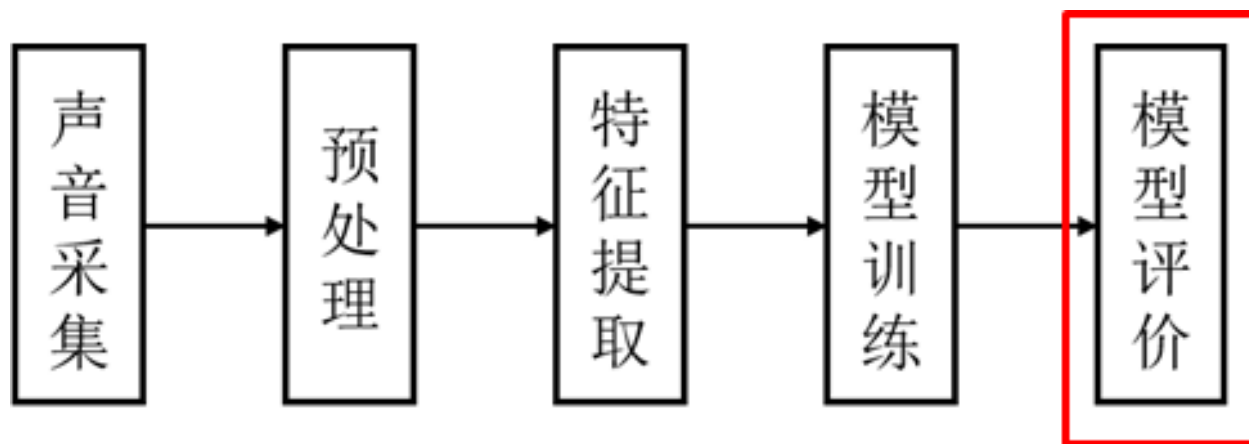 声音采集
预处理
特征提取
模型训练
模型评价